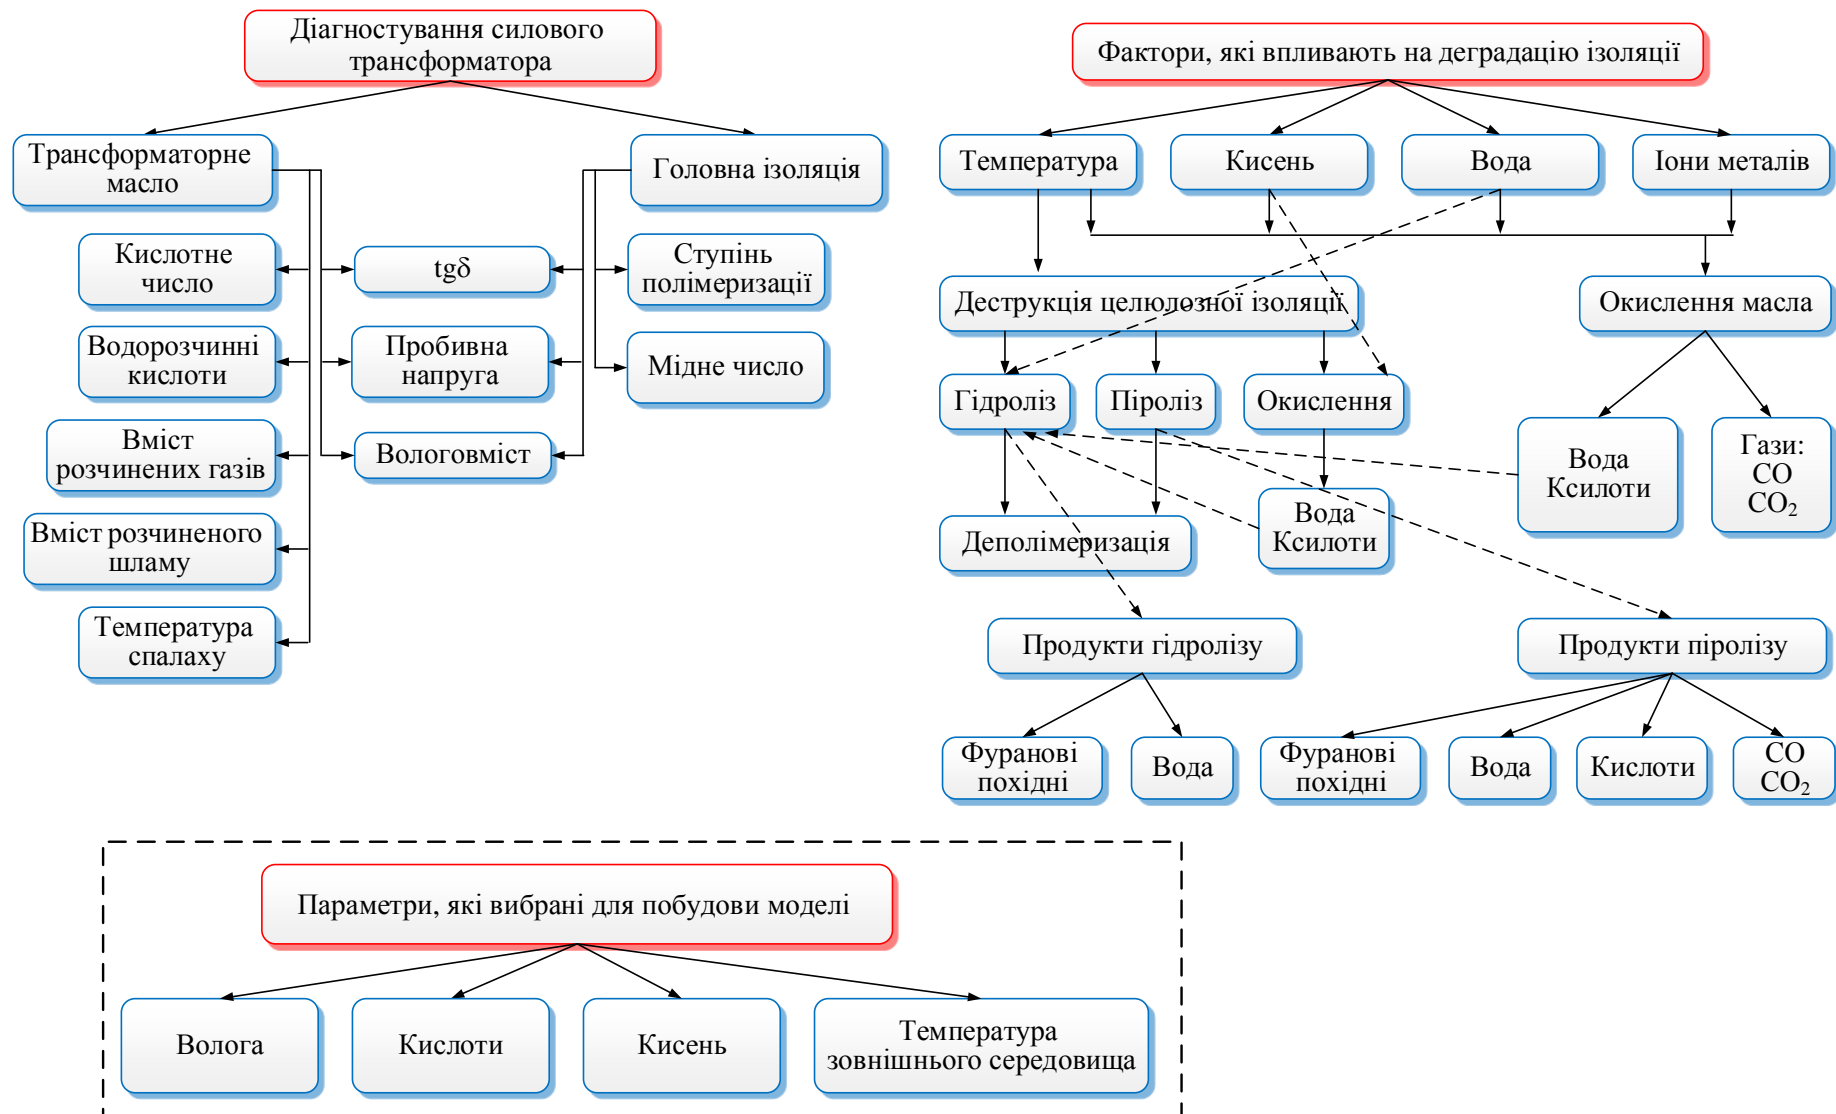 Діагностування силового
трансформатора
Трансформаторне
масло
Головна ізоляція
Кислотне
число
tgδ
Ступінь
полімеризації
Водорозчинні
кислоти
Пробивна
напруга
Мідне число
Вміст
розчинених газів
Вологовміст
Вміст розчиненого
шламу
Температура
спалаху
Фактори, які впливають на деградацію ізоляції
Температура
Кисень
Вода
Іони металів
Деструкція целюлозної ізоляції
Окислення масла
Гідроліз
Піроліз
Окислення
Вода
Ксилоти
Гази:
CO
CO₂
Деполімеризація
Вода
Ксилоти
Продукти гідролізу
Продукти піролізу
Фуранові
похідні
Вода
Фуранові
похідні
Вода
Кислоти
CO
CO₂
Параметри, які вибрані для побудови моделі
Волога
Кислоти
Кисень
Температура
зовнішнього середовища